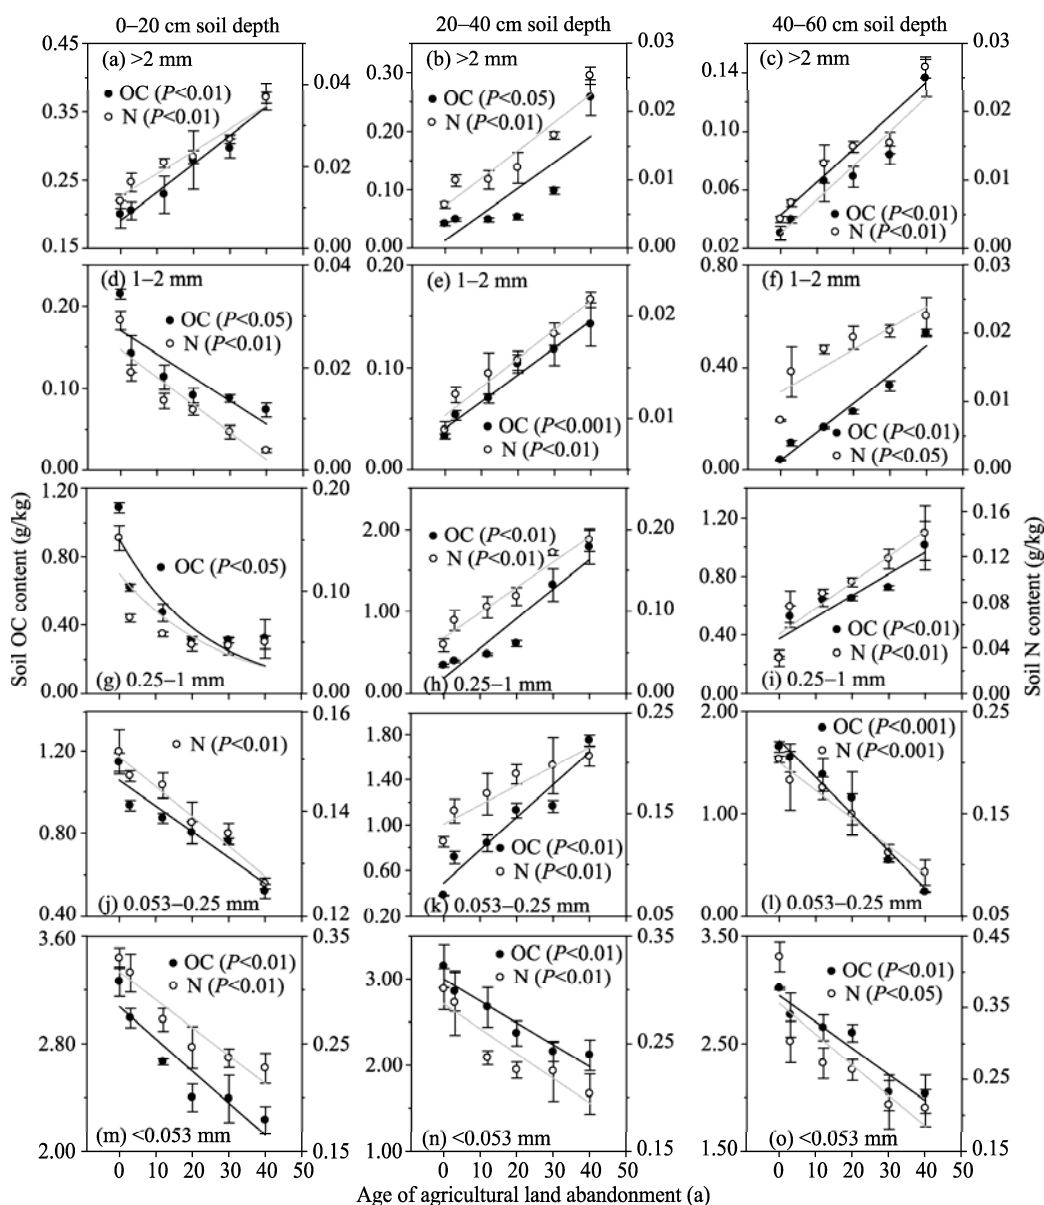 0–20 cm soil depth
20–40 cm soil depth
40–60 cm soil depth
0.45
0.35
0.25
0.15
(a) >2 mm
OC (P<0.01)
N (P<0.01)
0.04
0.02
0.00
0.30
0.20
0.10
0.00
(b) >2 mm
OC (P<0.05)
N (P<0.01)
0.03
0.02
0.01
0.00
0.14
0.10
0.06
0.02
(c) >2 mm
OC (P<0.01)
N (P<0.01)
0.03
0.02
0.01
0.00
0.20
0.10
0.00
(d) 1–2 mm
OC (P<0.05)
N (P<0.01)
0.04
0.02
0.00
0 10 20 30 40 50
0.20
0.10
0.00
(e) 1–2 mm
OC (P<0.001)
N (P<0.01)
0.02
0.01
0 10 20 30 40 50
0.80
0.40
0.00
(f) 1–2 mm
OC (P<0.01)
N (P<0.05)
0.03
0.02
0.01
0.00
0 10 20 30 40 50
Soil OC content (g/kg)
1.20
0.80
0.40
0.00
OC (P<0.05)
(g) 0.25–1 mm
0.20
0.10
0.00
2.00
1.00
0.00
OC (P<0.01)
N (P<0.01)
(h) 0.25–1 mm
0.20
0.10
0.00
1.20
0.80
0.40
0.00
OC (P<0.01)
N (P<0.01)
(i) 0.25–1 mm
0.16
0.12
0.08
0.04
0.00
Soil N content (g/kg)
1.20
0.80
0.40
N (P<0.01)
(j) 0.053–0.25 mm
0.16
0.14
0.12
1.80
1.40
1.00
0.60
0.20
OC (P<0.01)
N (P<0.01)
(k) 0.053–0.25 mm
0.25
0.15
0.05
2.00
1.00
0.00
OC (P<0.001)
N (P<0.001)
(l) 0.053–0.25 mm
0.25
0.15
0.05
3.60
2.80
2.00
OC (P<0.01)
N (P<0.01)
(m) <0.053 mm
0.35
0.25
0.15
0 10 20 30 40 50
3.00
2.00
1.00
OC (P<0.01)
N (P<0.01)
(n) <0.053 mm
0.35
0.25
0.15
0 10 20 30 40 50
3.50
2.50
1.50
OC (P<0.01)
N (P<0.05)
(o) <0.053 mm
0.45
0.35
0.25
0.15
0 10 20 30 40 50
Age of agricultural land abandonment (a)